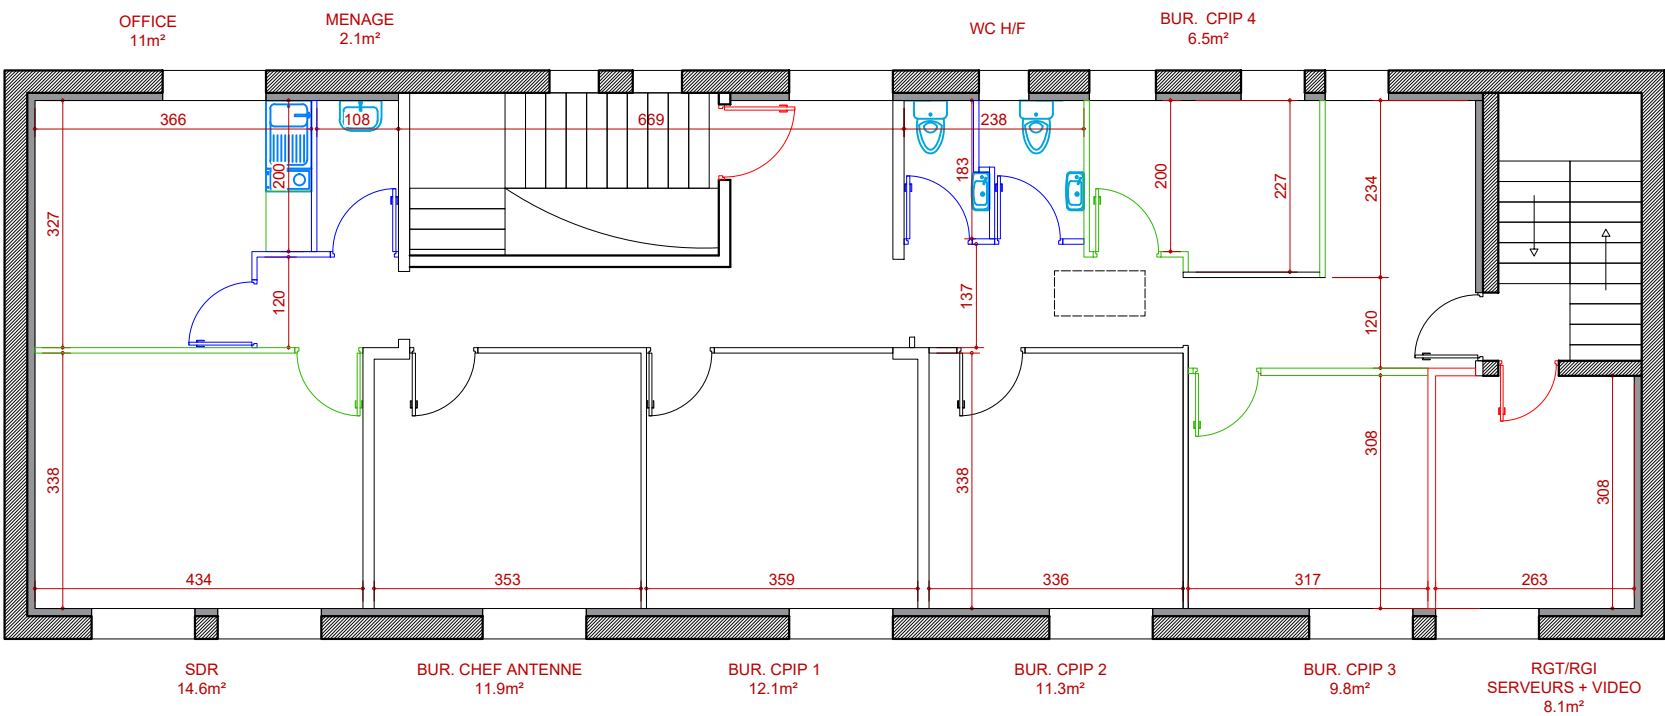 OFFICE
11m²
MENAGE
2.1m²
WC H/F
BUR. CPIP 4
6.5m²
366
108
669
238
200
183
200
227
234
327
120
137
120
338
338
308
308
434
353
359
336
317
263
SDR
14.6m²
BUR. CHEF ANTENNE
11.9m²
BUR. CPIP 1
12.1m²
BUR. CPIP 2
11.3m²
BUR. CPIP 3
9.8m²
RGT/RGI
SERVEURS + VIDEO
8.1m²